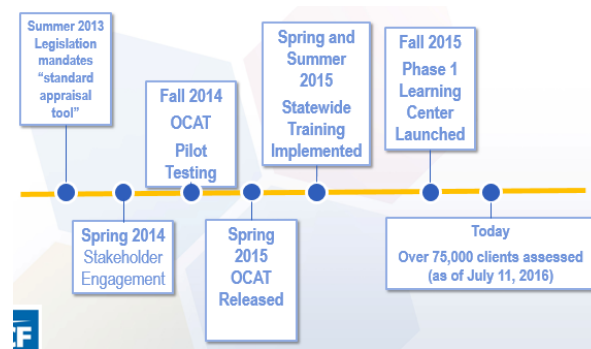 Summer 2013
Legislation
mandates
"standard
appraisal
tool"
Spring 2014
Stakeholder
Engagement
Fall 2014
OCAT
Pilot
Testing
Spring
2015
OCAT
Released
Spring and
Summer
2015
Statewide
Training
Implemented
Fall 2015
Phase 1
Learning
Center
Launched
Today
Over 75,000 clients assessed
(as of July 11, 2016)